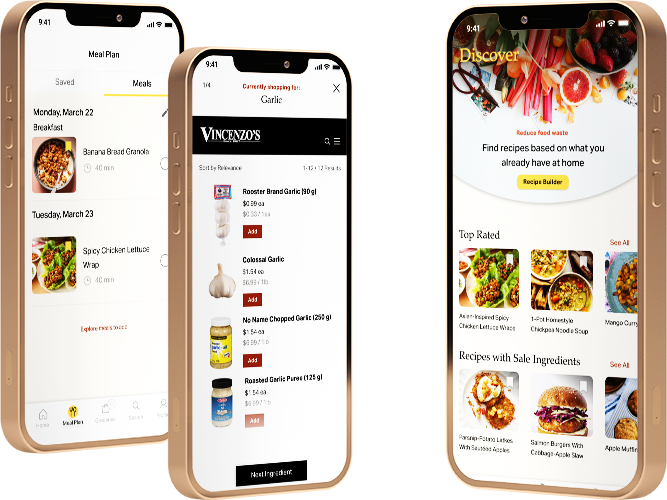 9:41
Meal Plan
Saved
Meals
Monday, March 22
Breakfast
Banana Bread Granola
40 min
Tuesday, March 23
Spicy Chicken Lettuce
Wrap
40 min
Explore meals to add
Home
Meal Plan
Groceries
Search
9:41
1/4
Currently shopping for:
Garlic
VINCENZO'S
Sort by Relevance
1-12 • 12 Results
Rooster Brand Garlic (90 g)
$0.99 ea
$0.33 / 1ea
Add
Colossal Garlic
$1.54 ea
$6.99 / 1lb
Add
No Name Chopped Garlic (250 g)
$1.54 ea
$6.99 / 1lb
Add
Roasted Garlic Puree (125 g)
$1.54 ea
$6.99 / 1lb
Add
Next Ingredient
9:41
Discover
Reduce food waste
Find recipes based on what you
already have at home
Recipe Builder
Top Rated
See All
Asian-Inspired Spicy
Chicken Lettuce Wraps
1-Pot Homestyle
Chickpea Noodle Soup
Mango Curry
Recipes with Sale Ingredients
See All
Parsnip-Potato Latkes
With Sautéed Apples
Salmon Burgers With
Cabbage-Apple Slaw
Apple Muffin